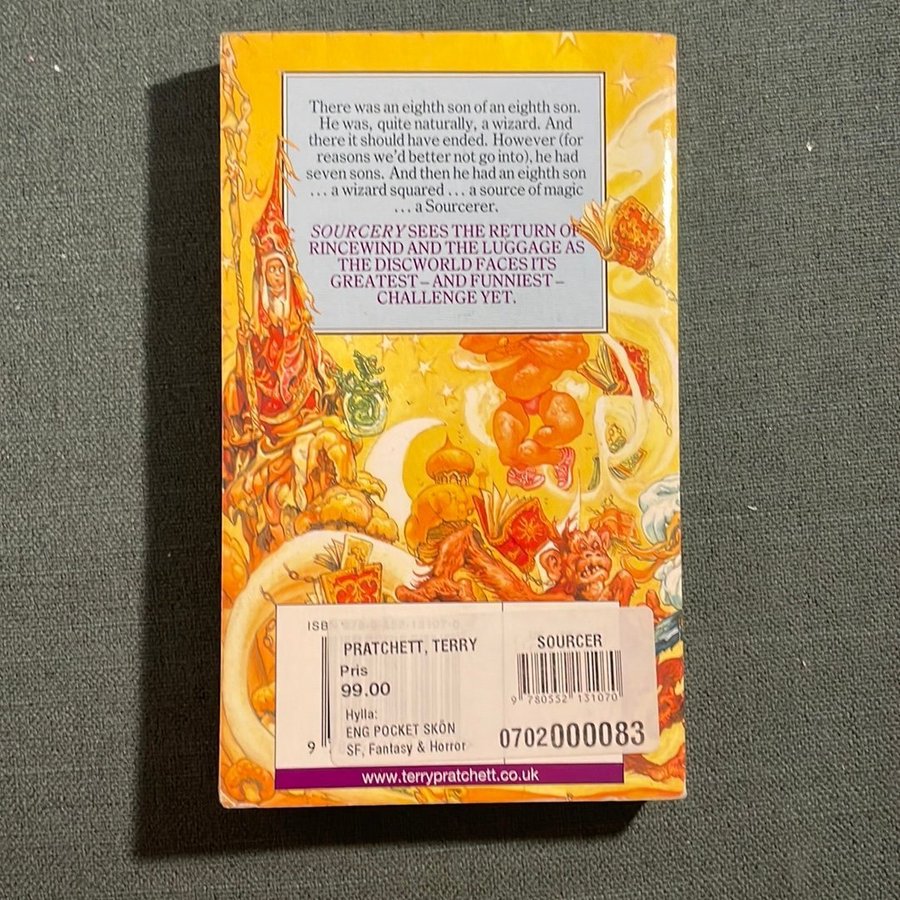 There was an eighth son of an eighth son.
He was, quite naturally, a wizard. And
there it should have ended. However (for
reasons we'd better not go into), he had
seven sons. And then he had an eighth son
... a wizard squared ... a source of magic
... a Sourcerer.
SOURCERY SEES THE RETURN OF
RINCEWIND AND THE LUGGAGE AS
THE DISCWORLD FACES ITS
GREATEST – AND FUNNIEST –
CHALLENGE YET.
ISB
PRATCHETT, TERRY
Pris
99.00
Hylla:
ENG POCKET SKÖN
SF, Fantasy & Horror
SOURCER
9 780552 131070
0702000083
9
www.terrypratchett.co.uk